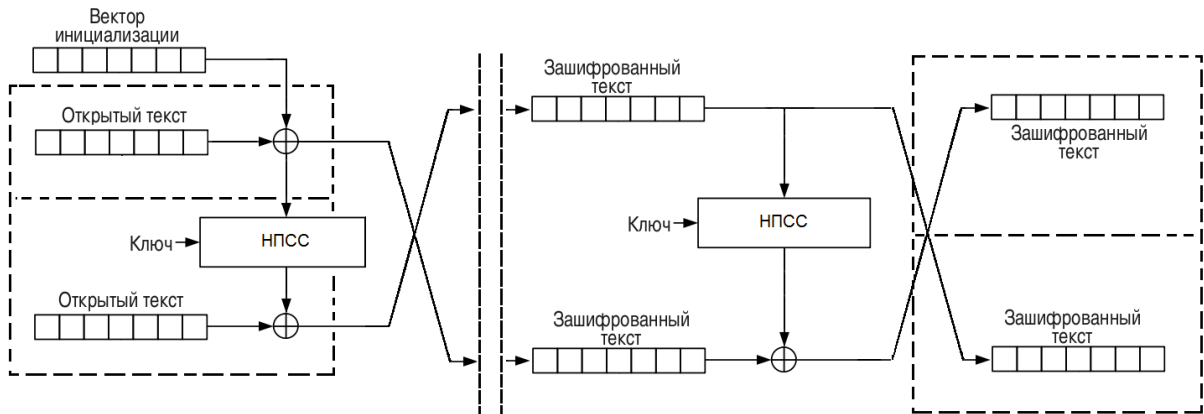 Вектор
инициализации
Открытый текст
Ключ
НПСС
Открытый текст
Зашифрованный
текст
Ключ
НПСС
Зашифрованный
текст
Зашифрованный
текст
Зашифрованный
текст